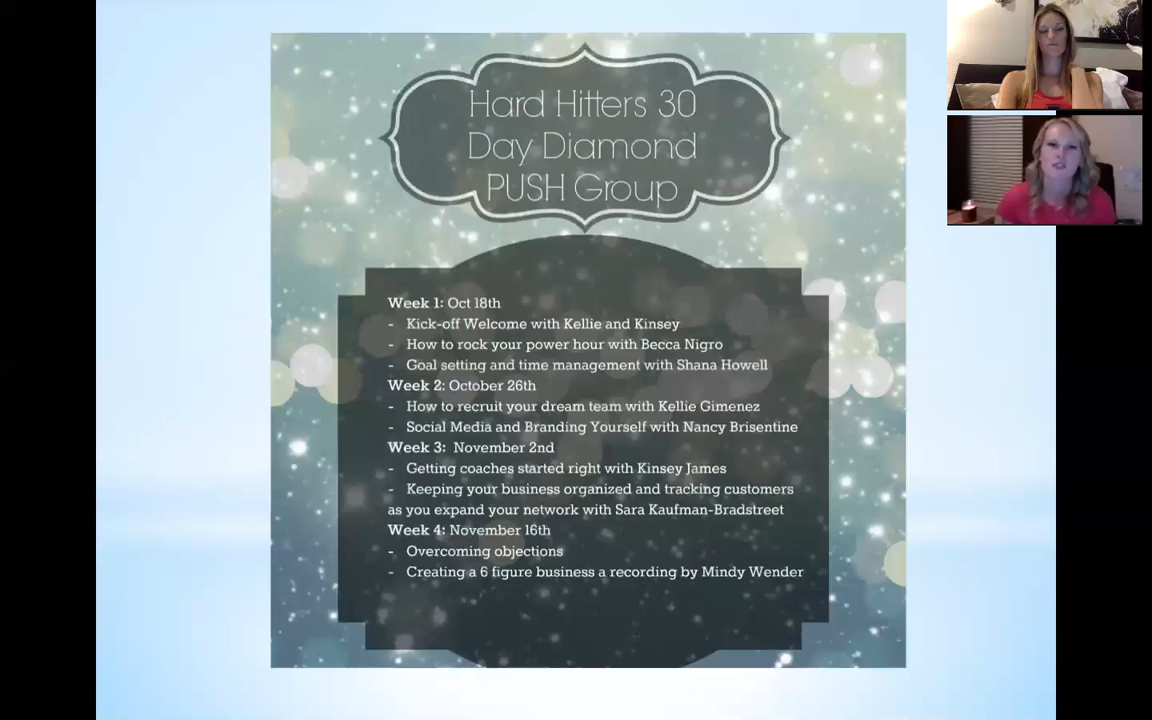 Hard Hitters 30
Day Diamond
PUSH Group
Week 1: Oct 18th
- Kick-off Welcome with Kellie and Kinsey
- How to rock your power hour with Becca Nigro
- Goal setting and time management with Shana Howell
Week 2: October 26th
- How to recruit your dream team with Kellie Gimenez
- Social Media and Branding Yourself with Nancy Brisentine
Week 3: November 2nd
- Getting coaches started right with Kinsey James
- Keeping your business organized and tracking customers
as you expand your network with Sara Kaufman-Bradstreet
Week 4: November 16th
- Overcoming objections
- Creating a 6 figure business a recording by Mindy Wender